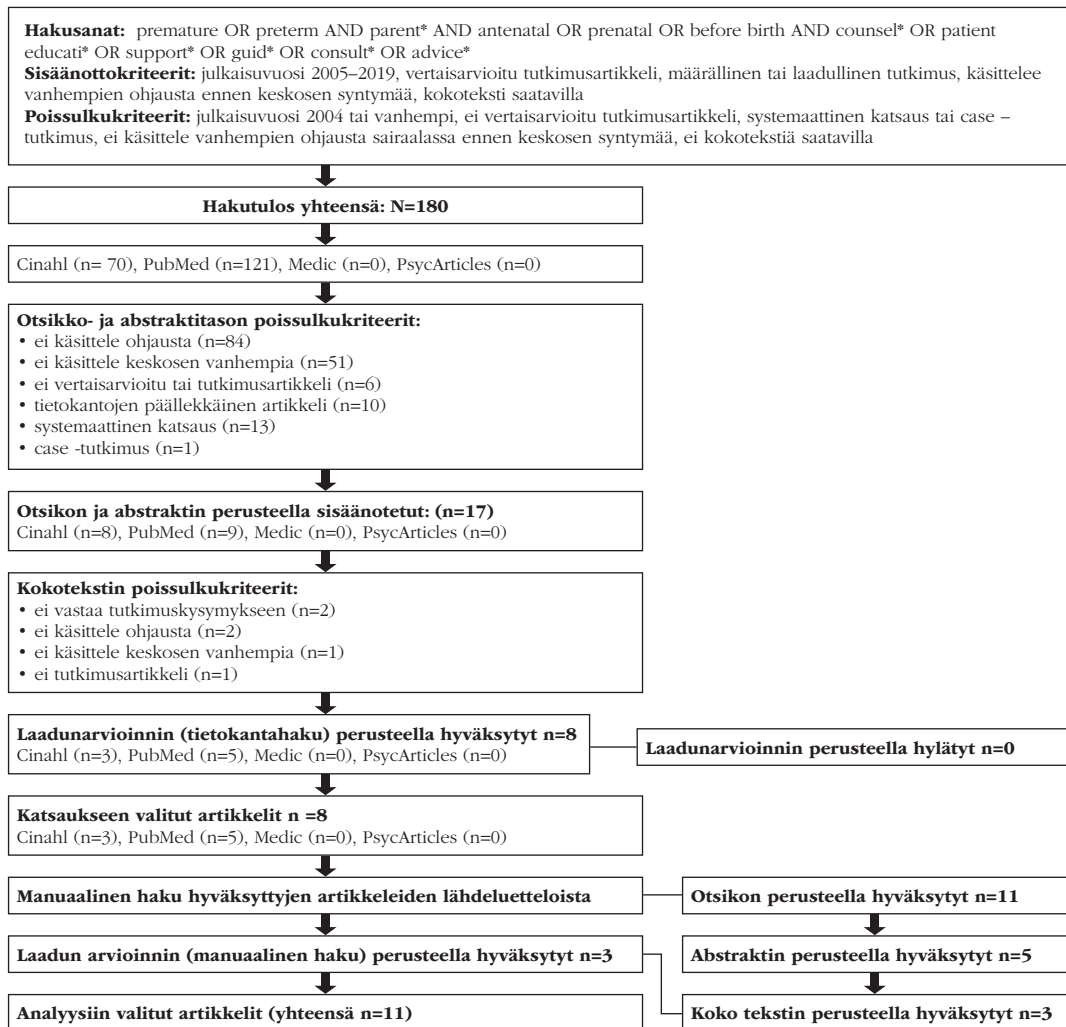 Hakusanat: premature OR preterm AND parent* AND antenatal OR prenatal OR before birth AND counsel* OR patient
educati* OR support* OR guid* OR consult* OR advice*
Sisäänottokriteerit: julkaisuvuosi 2005–2019, vertaisarvioitu tutkimusartikkeli, määrällinen tai laadullinen tutkimus, käsittelee
vanhempien ohjausta ennen keskosen syntymää, kokoteksti saatavilla
Poissulkukriteerit: julkaisuvuosi 2004 tai vanhempi, ei vertaisarvioitu tutkimusartikkeli, systemaattinen katsaus tai case –
tutkimus, ei käsittele vanhempien ohjausta sairaalassa ennen keskosen syntymää, ei kokotekstiä saatavilla
Hakutulos yhteensä: N=180
Cinahl (n= 70), PubMed (n=121), Medic (n=0), PsycArticles (n=0)
Otsikko- ja abstraktitason poissulkukriteerit:
• ei käsittele ohjausta (n=84)
• ei käsittele keskosen vanhempia (n=51)
• ei vertaisarvioitu tai tutkimusartikkeli (n=6)
• tietokantojen päällekkäinen artikkeli (n=10)
• systemaattinen katsaus (n=13)
• case -tutkimus (n=1)
Otsikon ja abstraktin perusteella sisäänotetut: (n=17)
Cinahl (n=8), PubMed (n=9), Medic (n=0), PsycArticles (n=0)
Kokotekstin poissulkukriteerit:
• ei vastaa tutkimuskysymykseen (n=2)
• ei käsittele ohjausta (n=2)
• ei käsittele keskosen vanhempia (n=1)
• ei tutkimusartikkeli (n=1)
Laadunarvioinnin (tietokantahaku) perusteella hyväksytyt n=8
Cinahl (n=3), PubMed (n=5), Medic (n=0), PsycArticles (n=0)
Laadunarvioinnin perusteella hylätyt n=0
Katsaukseen valitut artikkelit n =8
Cinahl (n=3), PubMed (n=5), Medic (n=0), PsycArticles (n=0)
Manuaalinen haku hyväksyttyjen artikkeleiden lähdeluetteloista
Otsikon perusteella hyväksytyt n=11
Abstraktin perusteella hyväksytyt n=5
Koko tekstin perusteella hyväksytyt n=3
Laadun arvioinnin (manuaalinen haku) perusteella hyväksytyt n=3
Analyysiin valitut artikkelit (yhteensä n=11)